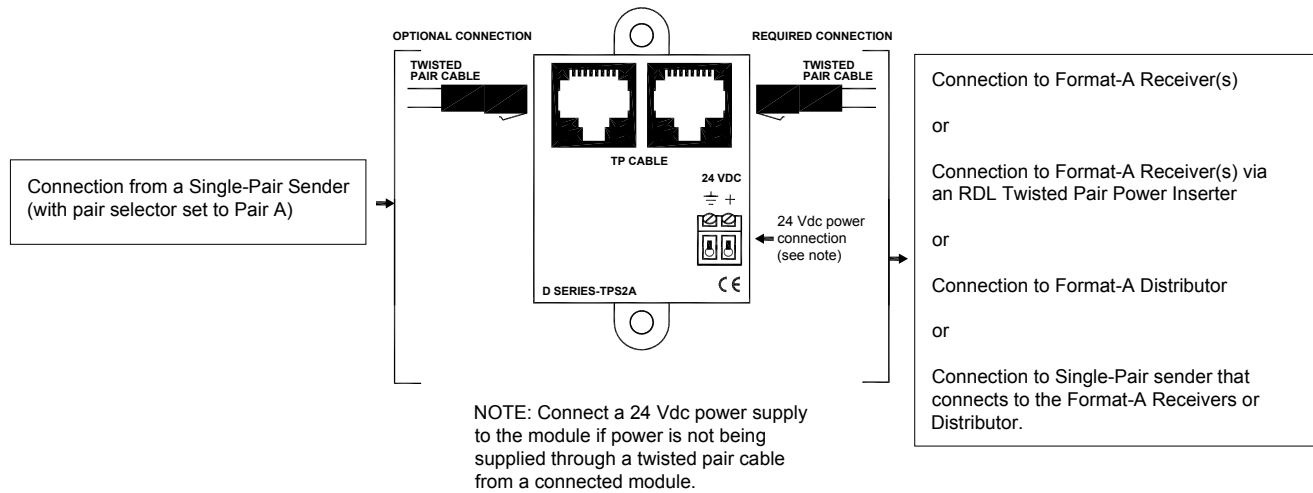 OPTIONAL CONNECTION
REQUIRED CONNECTION
TWISTED
PAIR CABLE
TWISTED
PAIR CABLE
TP CABLE
24 VDC
+
24 Vdc power
connection
(see note)
D SERIES-TPS2A
CE
Connection from a Single-Pair Sender
(with pair selector set to Pair A)
Connection to Format-A Receiver(s)
or
Connection to Format-A Receiver(s) via
an RDL Twisted Pair Power Inserter
or
Connection to Format-A Distributor
or
Connection to Single-Pair sender that
connects to the Format-A Receivers or
Distributor.
NOTE: Connect a 24 Vdc power supply
to the module if power is not being
supplied through a twisted pair cable
from a connected module.